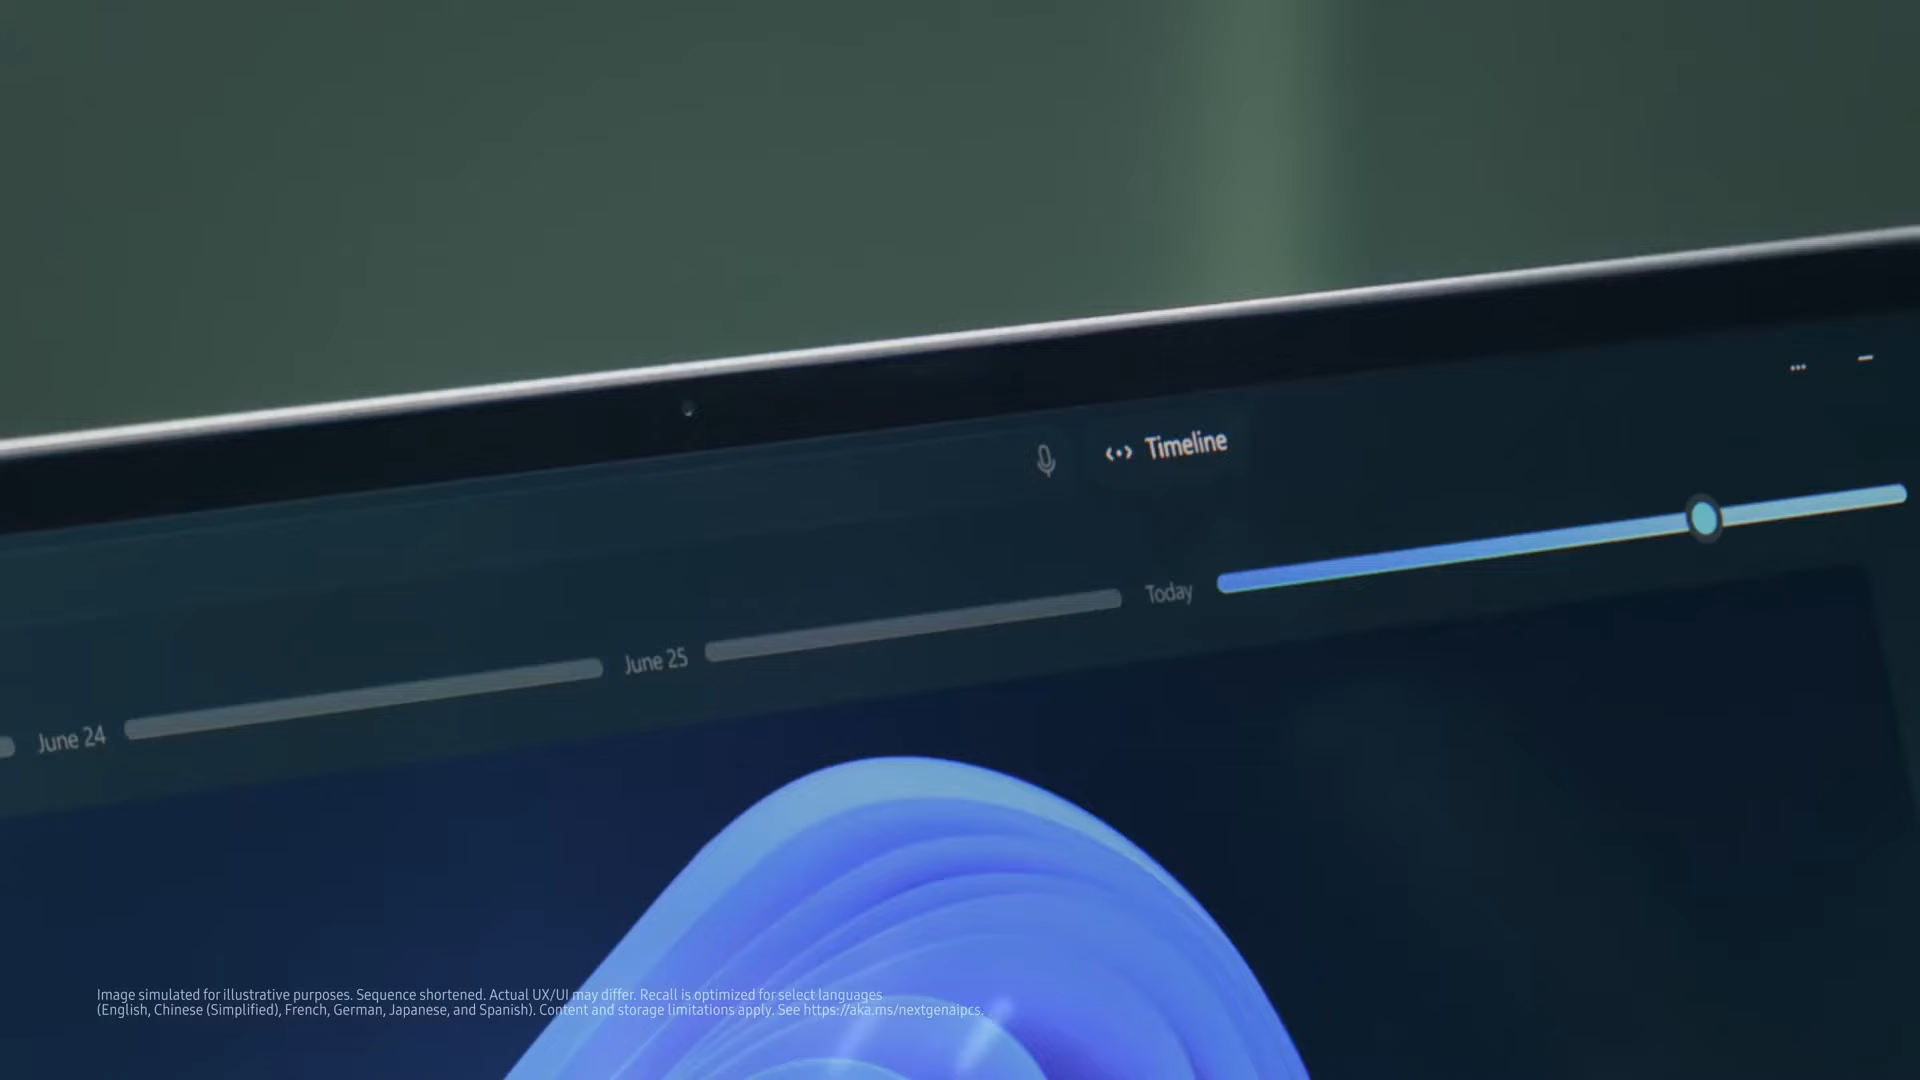 Timeline
Today
June 25
June 24
Image simulated for illustrative purposes. Sequence shortened. Actual UX/UI may differ. Recall is optimized for select languages
(English, Chinese (Simplified), French, German, Japanese, and Spanish). Content and storage limitations apply. See https://aka.ms/nextgenaipcs.